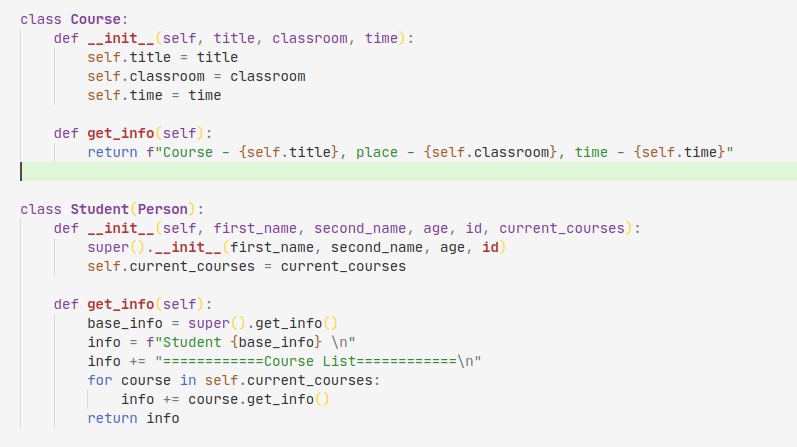 class Course:
    def __init__(self, title, classroom, time):
        self.title = title
        self.classroom = classroom
        self.time = time

    def get_info(self):
        return f"Course – {self.title}, place – {self.classroom}, time – {self.time}"

class Student(Person):
    def __init__(self, first_name, second_name, age, id, current_courses):
        super().__init__(first_name, second_name, age, id)
        self.current_courses = current_courses

    def get_info(self):
        base_info = super().get_info()
        info = f"Student {base_info} \n"
        info += "============Course List============\n"
        for course in self.current_courses:
            info += course.get_info()
        return info